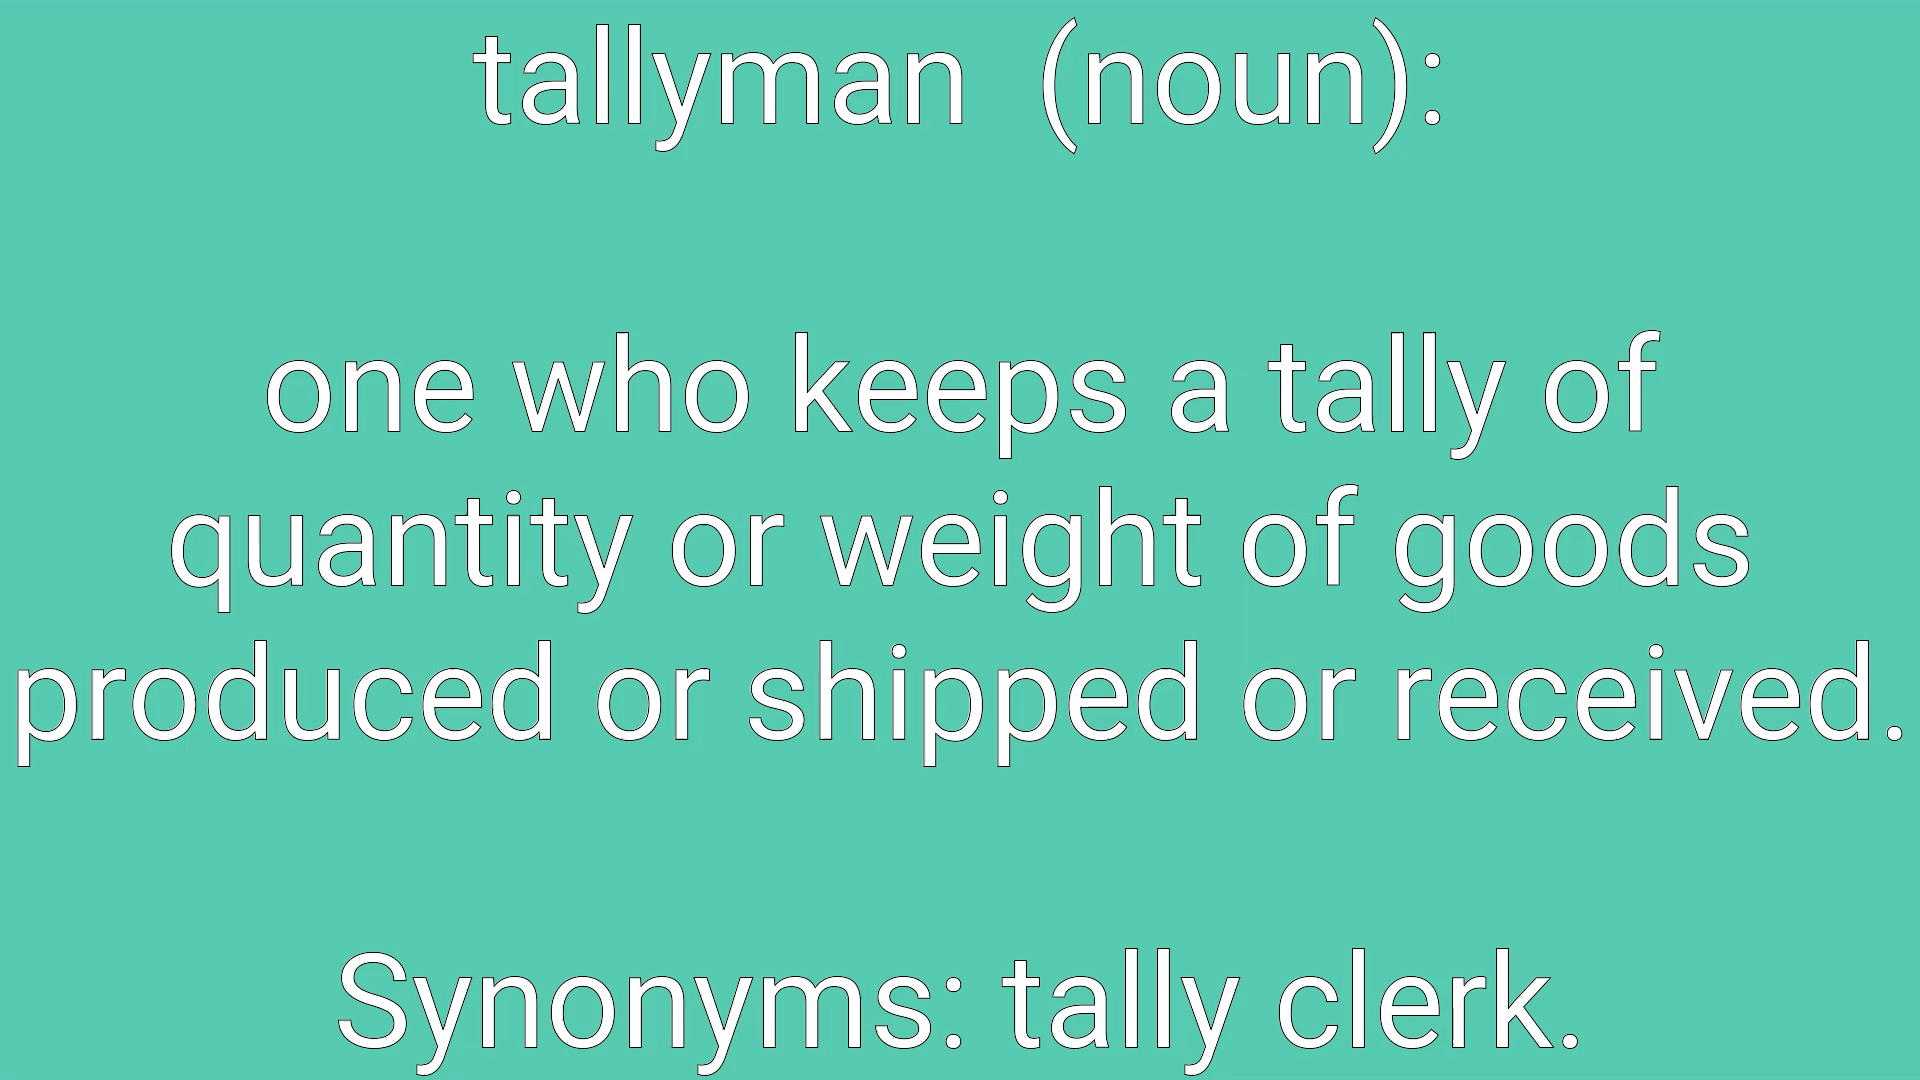 tallyman (noun):
one who keeps a tally of
quantity or weight of goods
produced or shipped or received.
Synonyms: tally clerk.